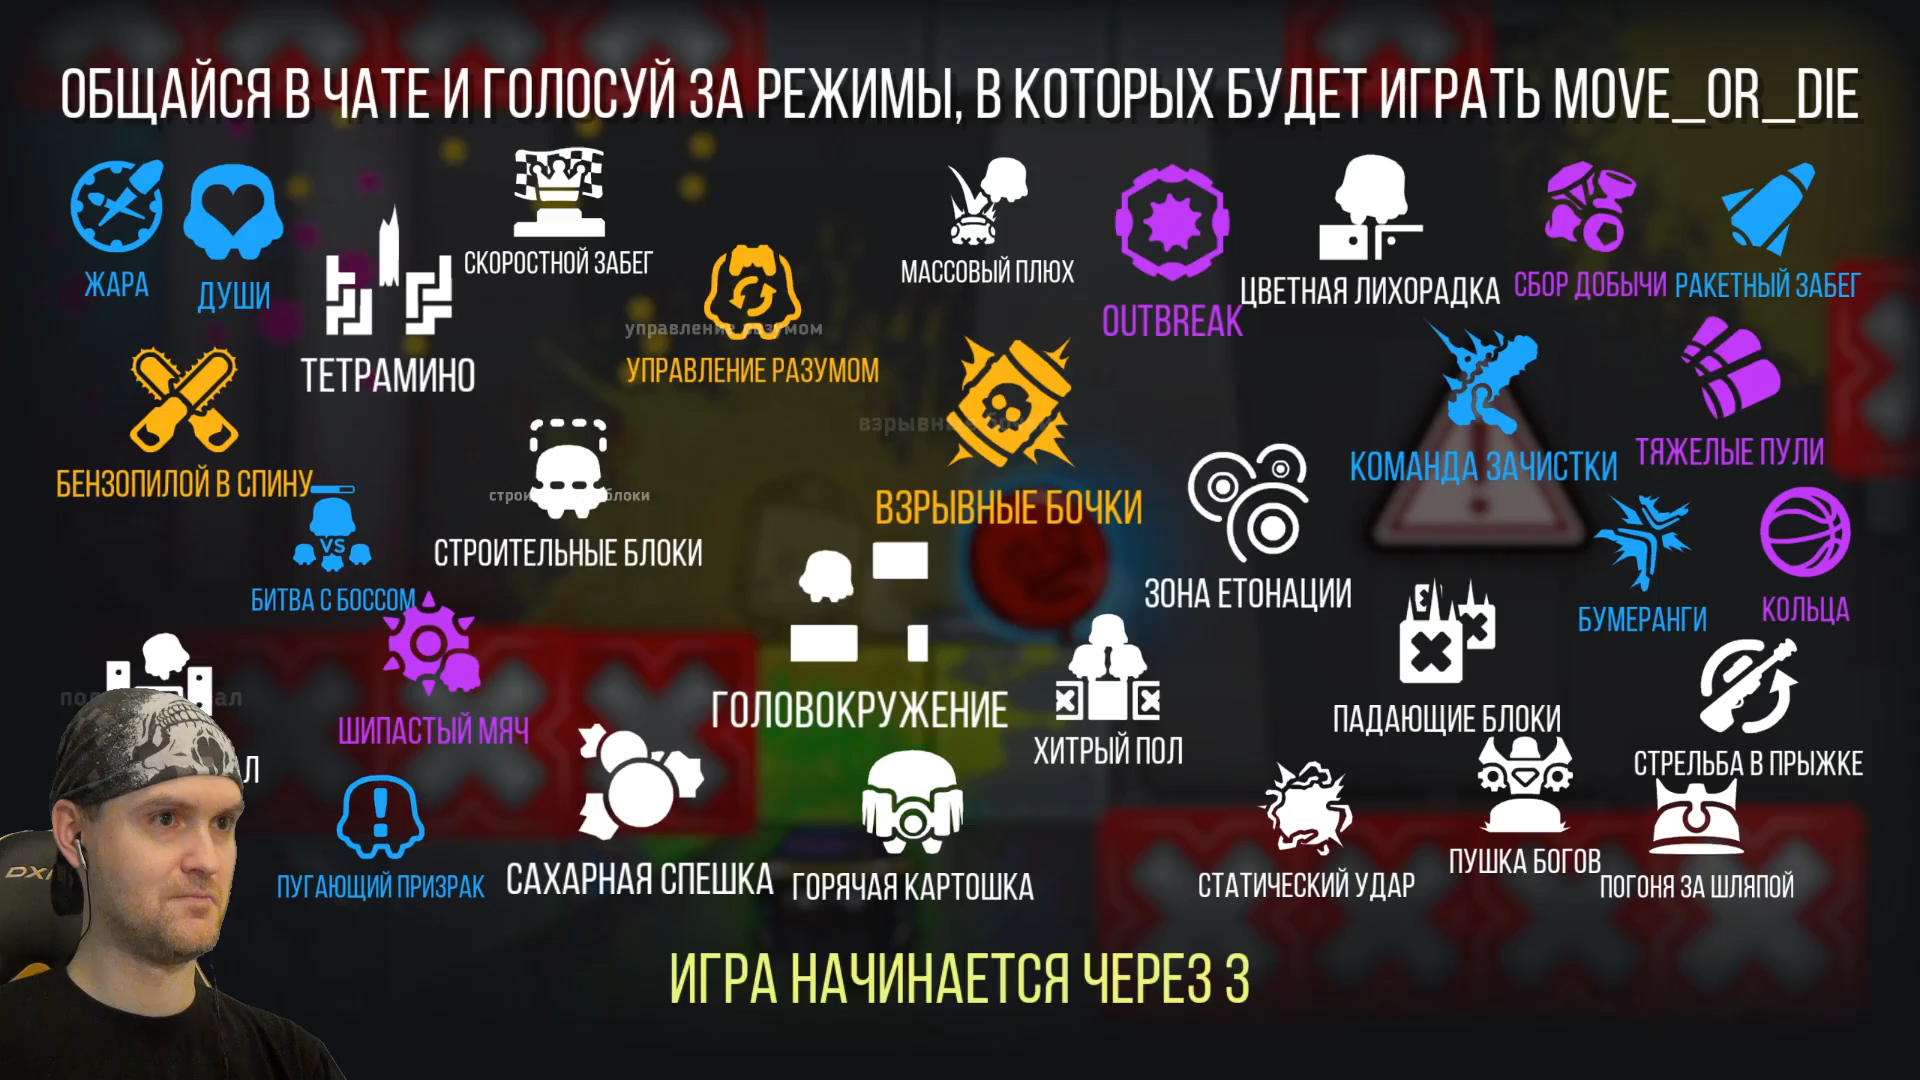 ОБЩАЙСЯ В ЧАТЕ И ГОЛОСУЙ ЗА РЕЖИМЫ, В КОТОРЫХ БУДЕТ ИГРАТЬ MOVE_OR_DIE
ЖАРА
ДУШИ
СКОРОСТНОЙ ЗАБЕГ
МАССОВЫЙ ПЛЮХ
OUTBREAK
ЦВЕТНАЯ ЛИХОРАДКА
СБОР ДОБЫЧИ
РАКЕТНЫЙ ЗАБЕГ
ТЕТРАМИНО
управление разумом
УПРАВЛЕНИЕ РАЗУМОМ
БЕНЗОПИЛОЙ В СПИНУ
ВЗРЫВНЫЕ БОЧКИ
КОМАНДА ЗАЧИСТКИ
ТЯЖЕЛЫЕ ПУЛИ
VS
БИТВА С БОССОМ
СТРОИТЕЛЬНЫЕ БЛОКИ
ЗОНА ЕТОНАЦИИ
БУМЕРАНГИ
КОЛЬЦА
ШИПАСТЫЙ МЯЧ
ГОЛОВОКРУЖЕНИЕ
ХИТРЫЙ ПОЛ
ПАДАЮЩИЕ БЛОКИ
СТРЕЛЬБА В ПРЫЖКЕ
ПУГАЮЩИЙ ПРИЗРАК
САХАРНАЯ СПЕШКА
ГОРЯЧАЯ КАРТОШКА
СТАТИЧЕСКИЙ УДАР
ПУШКА БОГОВ
ПОГОНЯ ЗА ШЛЯПОЙ
ИГРА НАЧИНАЕТСЯ ЧЕРЕЗ 3